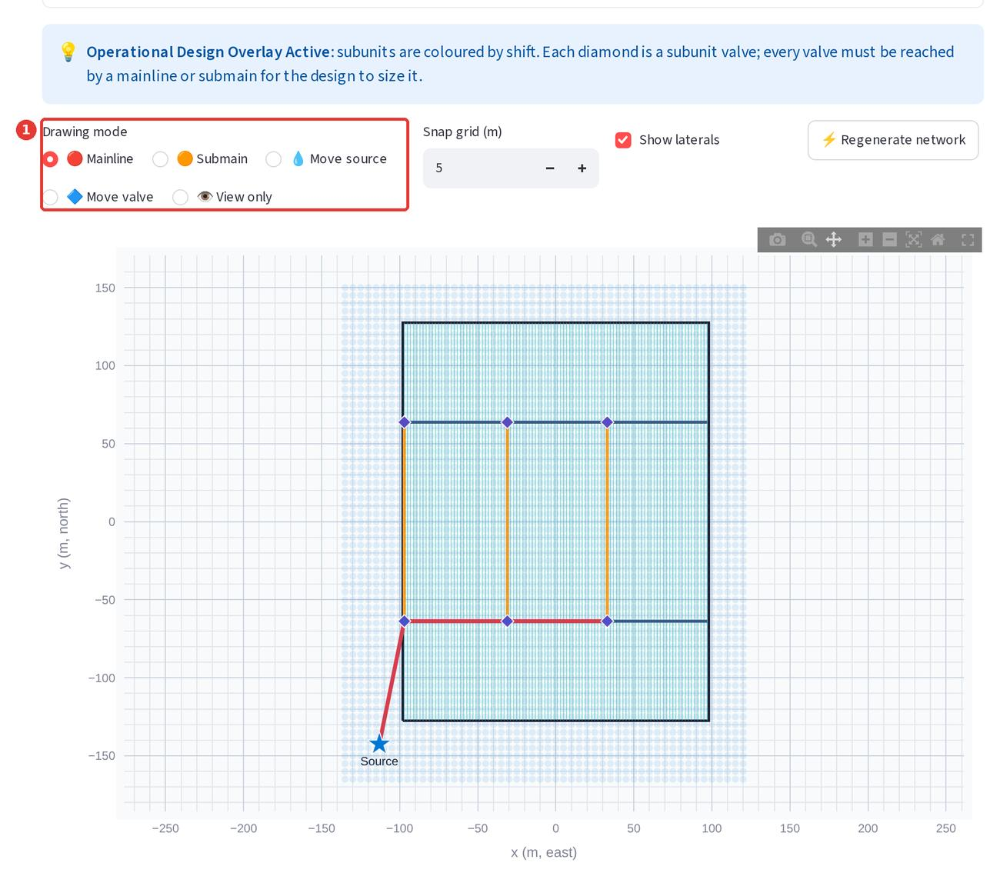 💡 Operational Design Overlay Active: subunits are coloured by shift. Each diamond is a subunit valve; every valve must be reached
by a mainline or submain for the design to size it.
1
Drawing mode
🔴 Mainline 🟠 Submain 💧 Move source
🔷 Move valve 👁️ View only
Snap grid (m)
5 − +
Show laterals
⚡ Regenerate network
150
100
50
0
−50
−100
−150
y (m, north)
Source
−250 −200 −150 −100 −50 0 50 100 150 200 250
x (m, east)